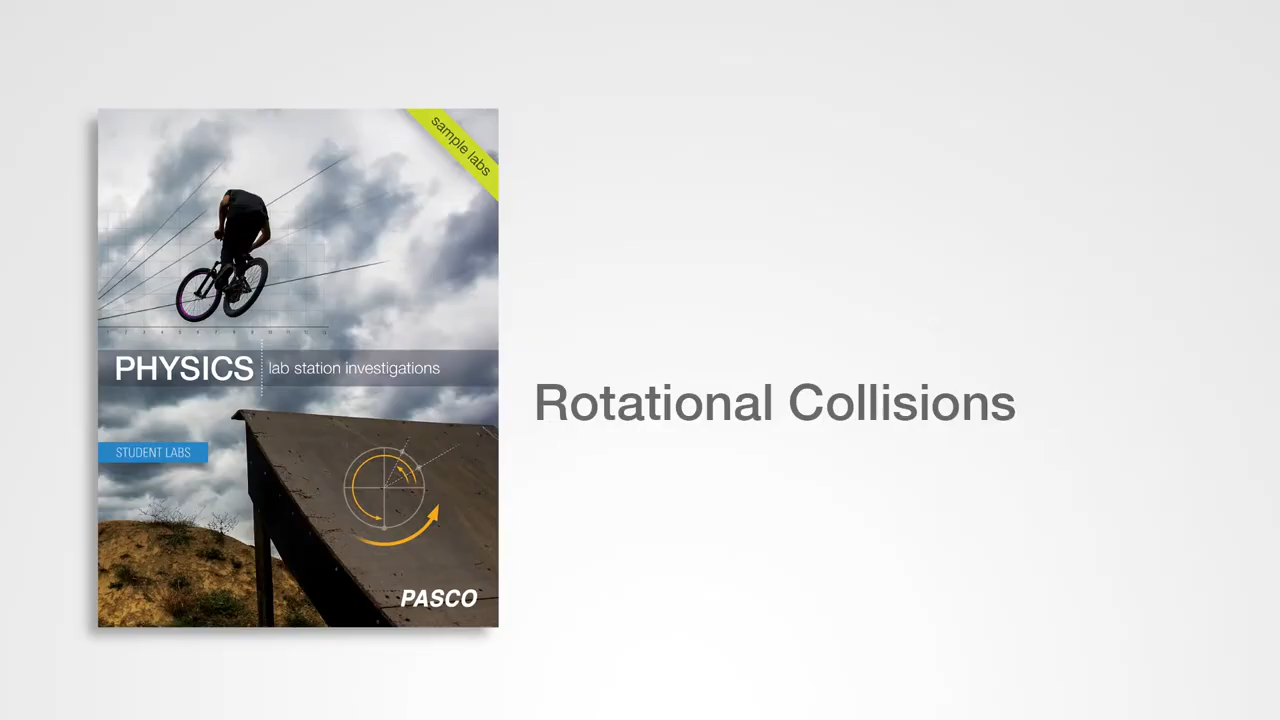 sample labs
PHYSICS lab station investigations
Rotational Collisions
STUDENT LABS
PASCO